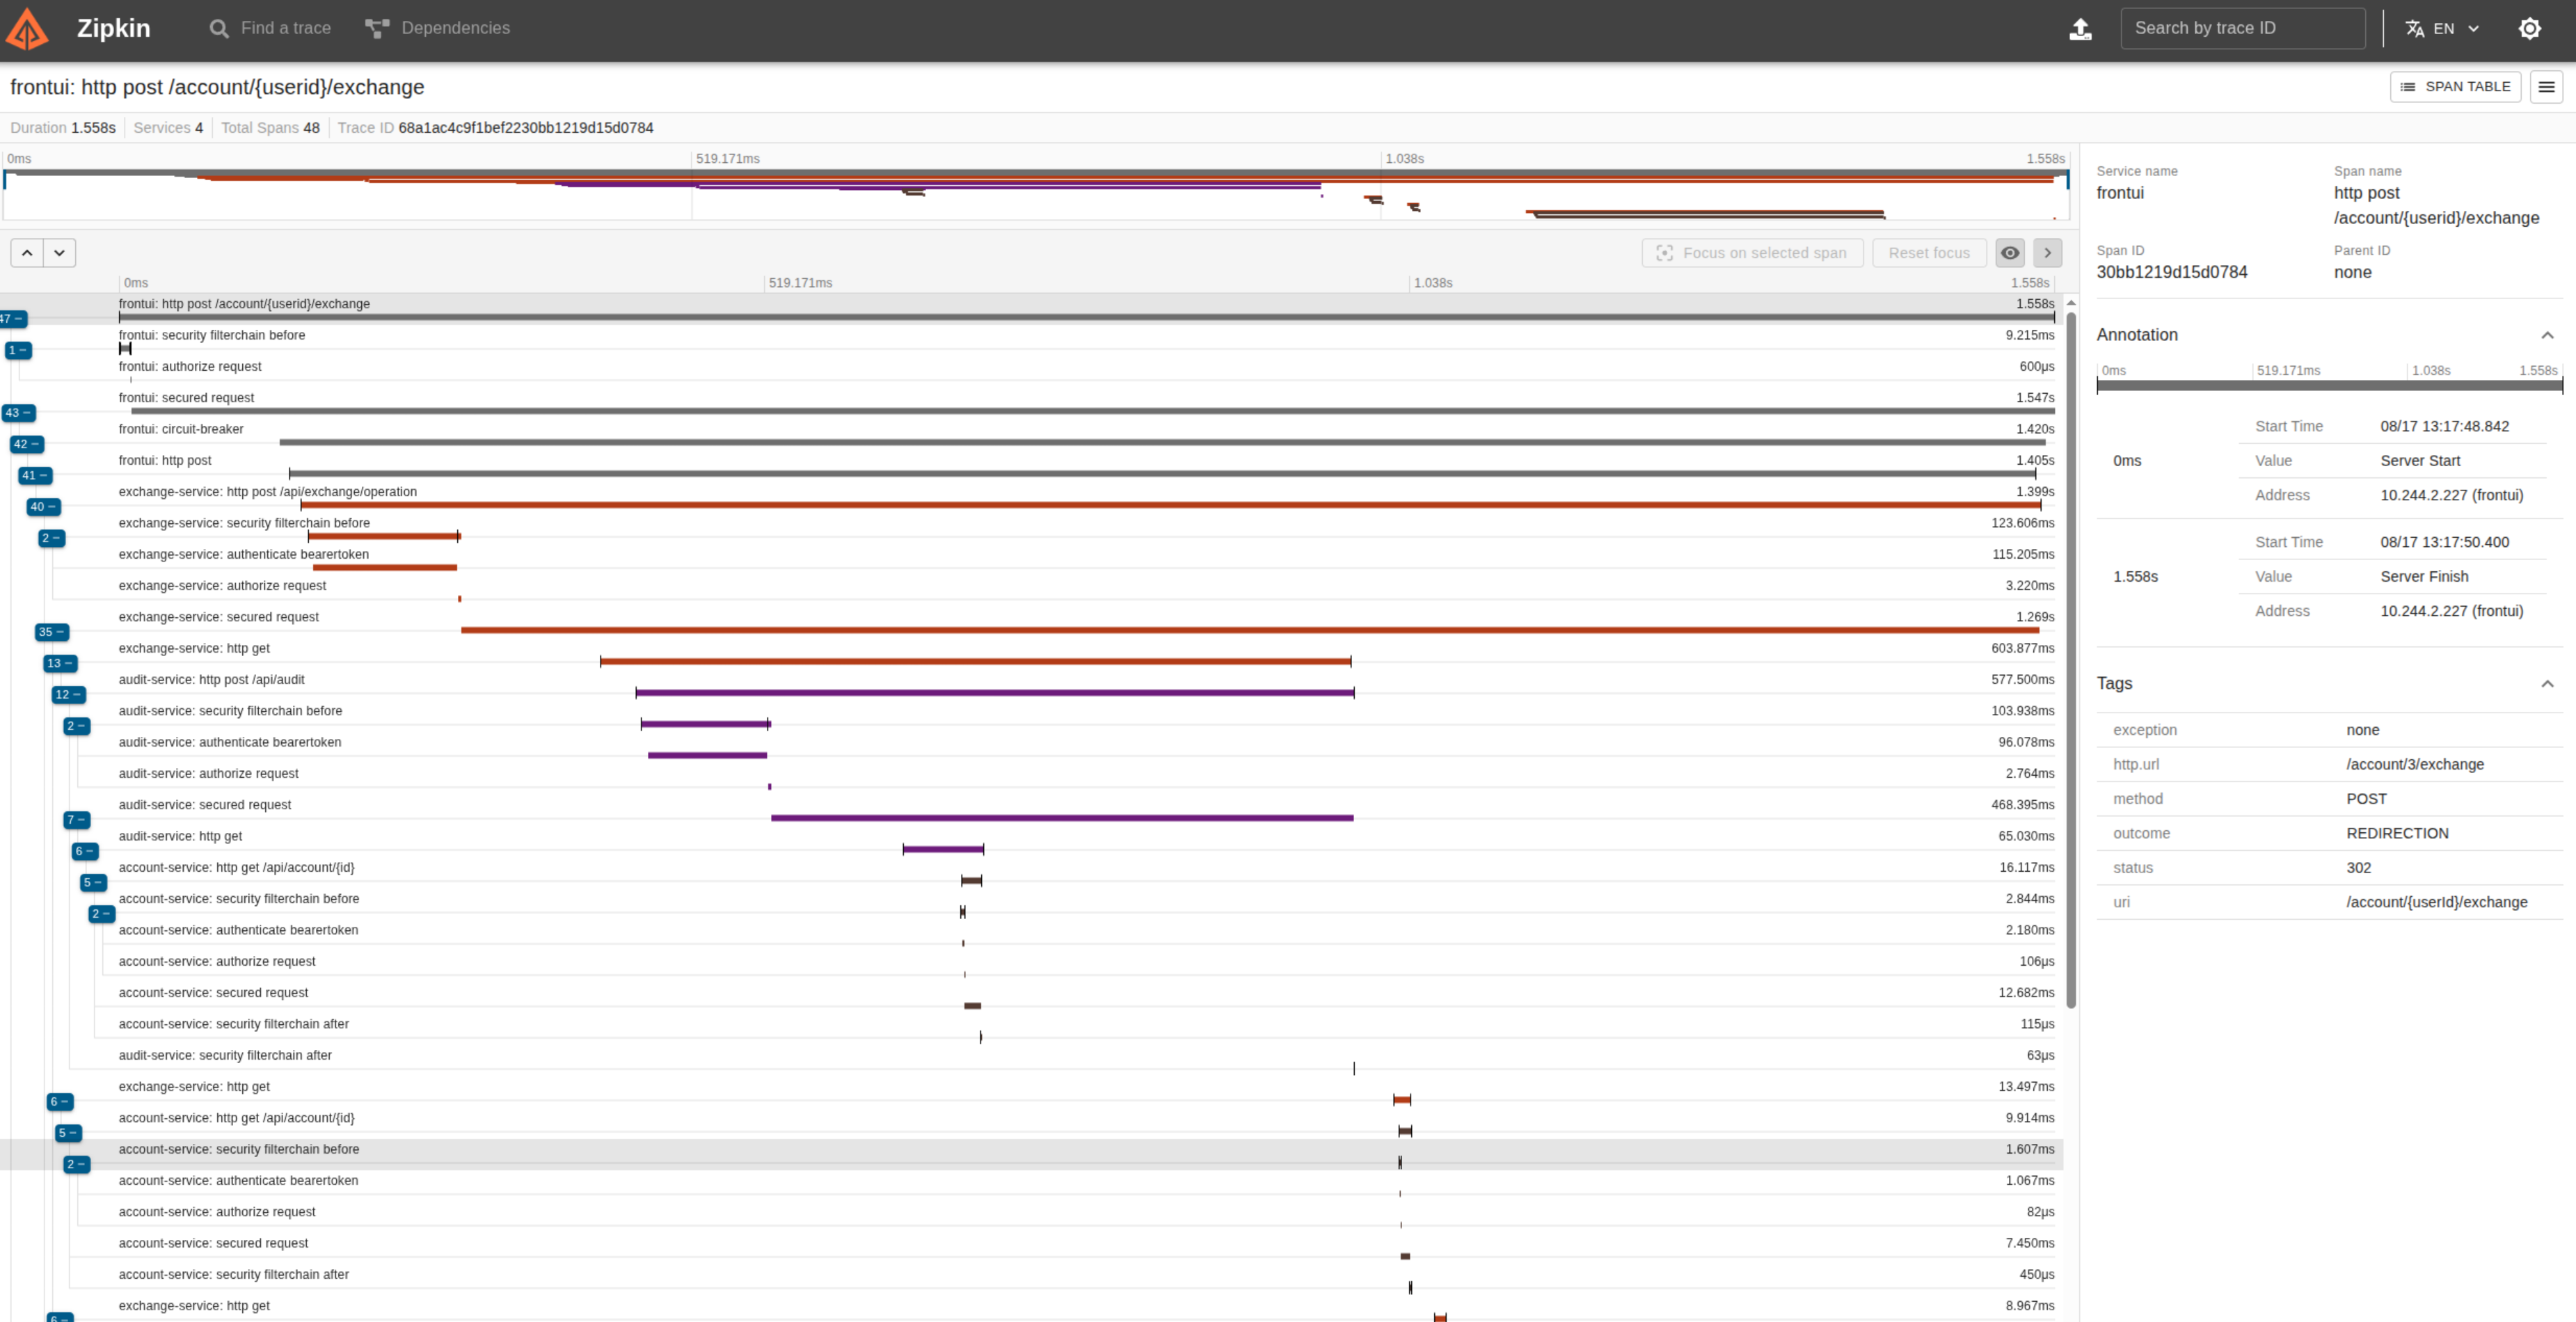 Zipkin
Find a trace
Dependencies
Search by trace ID
EN
frontui: http post /account/{userid}/exchange
SPAN TABLE
Duration 1.558s Services 4 Total Spans 48 Trace ID 68a1ac4c9f1bef2230bb1219d15d0784
0ms 519.171ms 1.038s 1.558s
Focus on selected span
Reset focus
0ms 519.171ms 1.038s 1.558s
frontui: http post /account/{userid}/exchange 1.558s
47 −
frontui: security filterchain before 9.215ms
1 −
frontui: authorize request 600μs
frontui: secured request 1.547s
43 −
frontui: circuit-breaker 1.420s
42 −
frontui: http post 1.405s
41 −
exchange-service: http post /api/exchange/operation 1.399s
40 −
exchange-service: security filterchain before 123.606ms
2 −
exchange-service: authenticate bearertoken 115.205ms
exchange-service: authorize request 3.220ms
exchange-service: secured request 1.269s
35 −
exchange-service: http get 603.877ms
13 −
audit-service: http post /api/audit 577.500ms
12 −
audit-service: security filterchain before 103.938ms
2 −
audit-service: authenticate bearertoken 96.078ms
audit-service: authorize request 2.764ms
audit-service: secured request 468.395ms
7 −
audit-service: http get 65.030ms
6 −
account-service: http get /api/account/{id} 16.117ms
5 −
account-service: security filterchain before 2.844ms
2 −
account-service: authenticate bearertoken 2.180ms
account-service: authorize request 106μs
account-service: secured request 12.682ms
account-service: security filterchain after 115μs
audit-service: security filterchain after 63μs
exchange-service: http get 13.497ms
6 −
account-service: http get /api/account/{id} 9.914ms
5 −
account-service: security filterchain before 1.607ms
2 −
account-service: authenticate bearertoken 1.067ms
account-service: authorize request 82μs
account-service: secured request 7.450ms
account-service: security filterchain after 450μs
exchange-service: http get 8.967ms
6 −
Service name Span name
frontui http post
/account/{userid}/exchange
Span ID Parent ID
30bb1219d15d0784 none
Annotation
0ms 519.171ms 1.038s 1.558s
Start Time 08/17 13:17:48.842
0ms Value Server Start
Address 10.244.2.227 (frontui)
Start Time 08/17 13:17:50.400
1.558s Value Server Finish
Address 10.244.2.227 (frontui)
Tags
exception none
http.url /account/3/exchange
method POST
outcome REDIRECTION
status 302
uri /account/{userId}/exchange